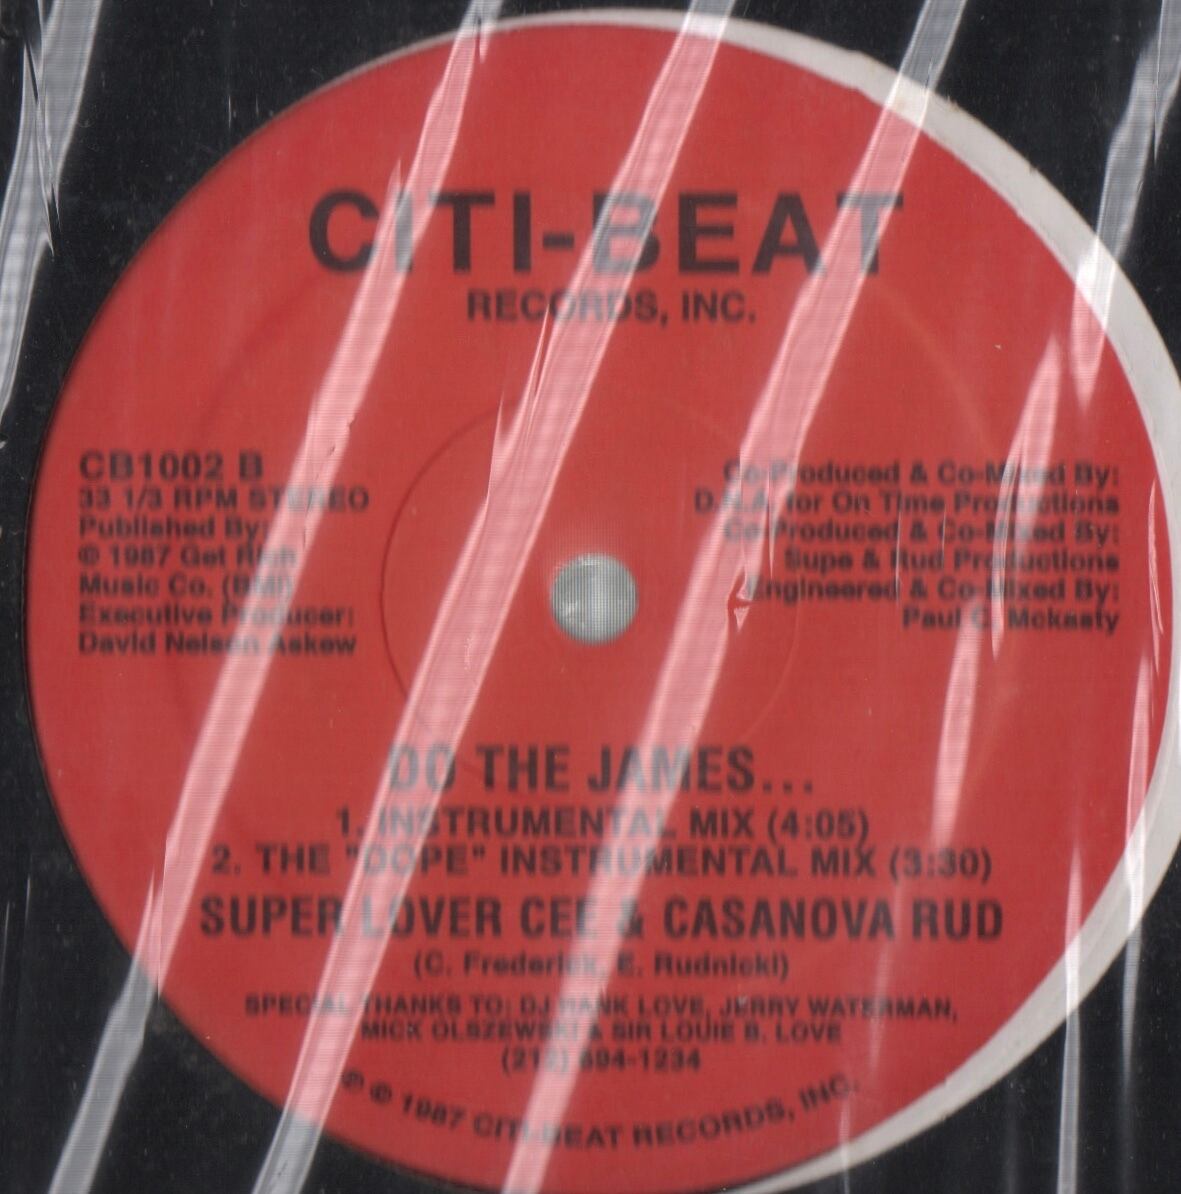 CITI-BEAT
RECORDS, INC.
CB1002 B
33 1/3 RPM STEREO
Published By:
© 1987 Get Rich
Music Co. (BMI)
Executive Producer:
David Nelson Askew
Co-Produced & Co-Mixed By:
D.N.A. for On Time Productions
Co-Produced & Co-Mixed By:
Supe & Rud Productions
Engineered & Co-Mixed By:
Paul C. Mckasty
DO THE JAMES...
1. INSTRUMENTAL MIX (4:05)
2. THE "DOPE" INSTRUMENTAL MIX (3:30)
SUPER LOVER CEE & CASANOVA RUD
(C. Frederick, E. Rudnicki)
SPECIAL THANKS TO: DJ HANK LOVE, JERRY WATERMAN,
MICK OLSZEWSKI & SIR LOUIE B. LOVE
(212) 694-1234
℗ © 1987 CITI-BEAT RECORDS, INC.